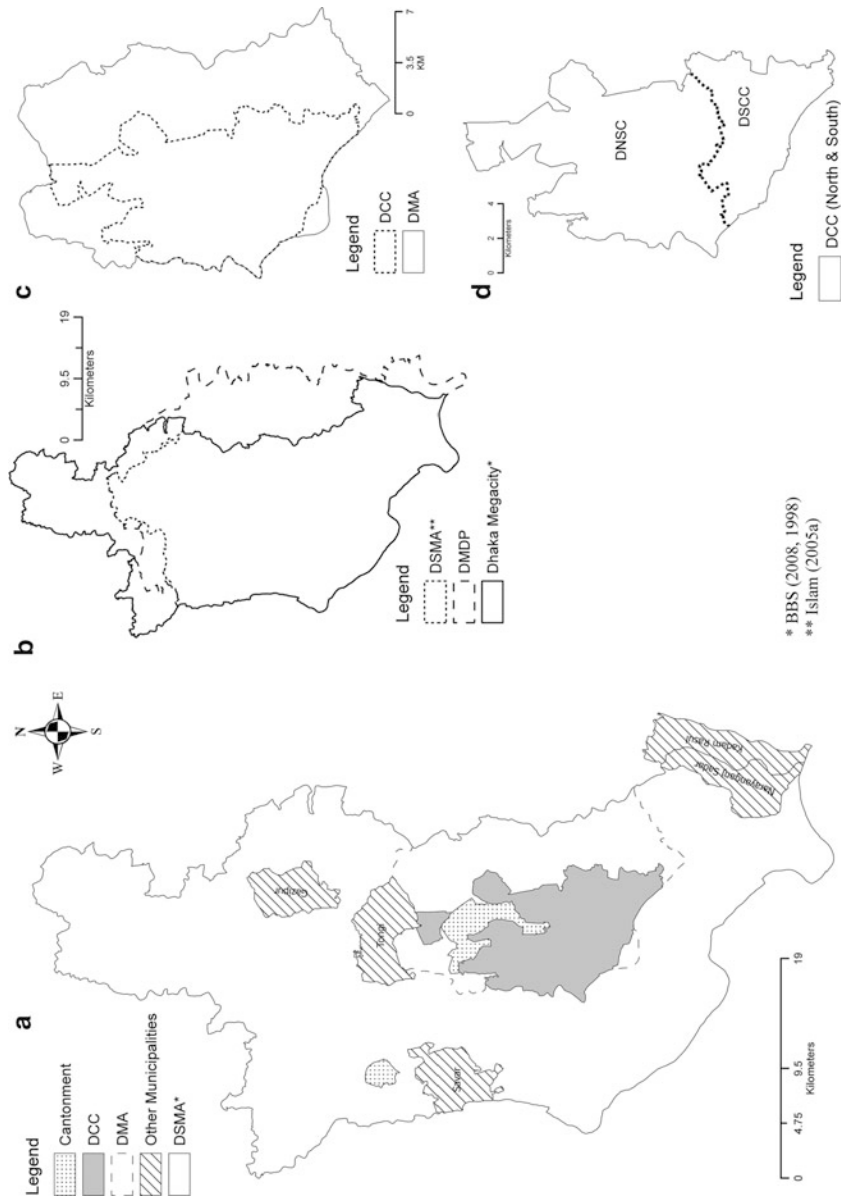 a
Legend
Cantonment
DCC
DMA
Other Municipalities
DSMA*
N
W E
S
Gazipur
Tongi
Savar
Narayanganj Sadar
Kadam Rasul
0 4.75 9.5 19
Kilometers
b
0 9.5 19
Kilometers
Legend
DSMA**
DMDP
Dhaka Megacity*
* BBS (2008, 1998)
** Islam (2005a)
c
Legend
DCC
DMA
0 3.5 7
KM
d
0 2 4
Kilometers
DNSC
DSCC
Legend
DCC (North & South)